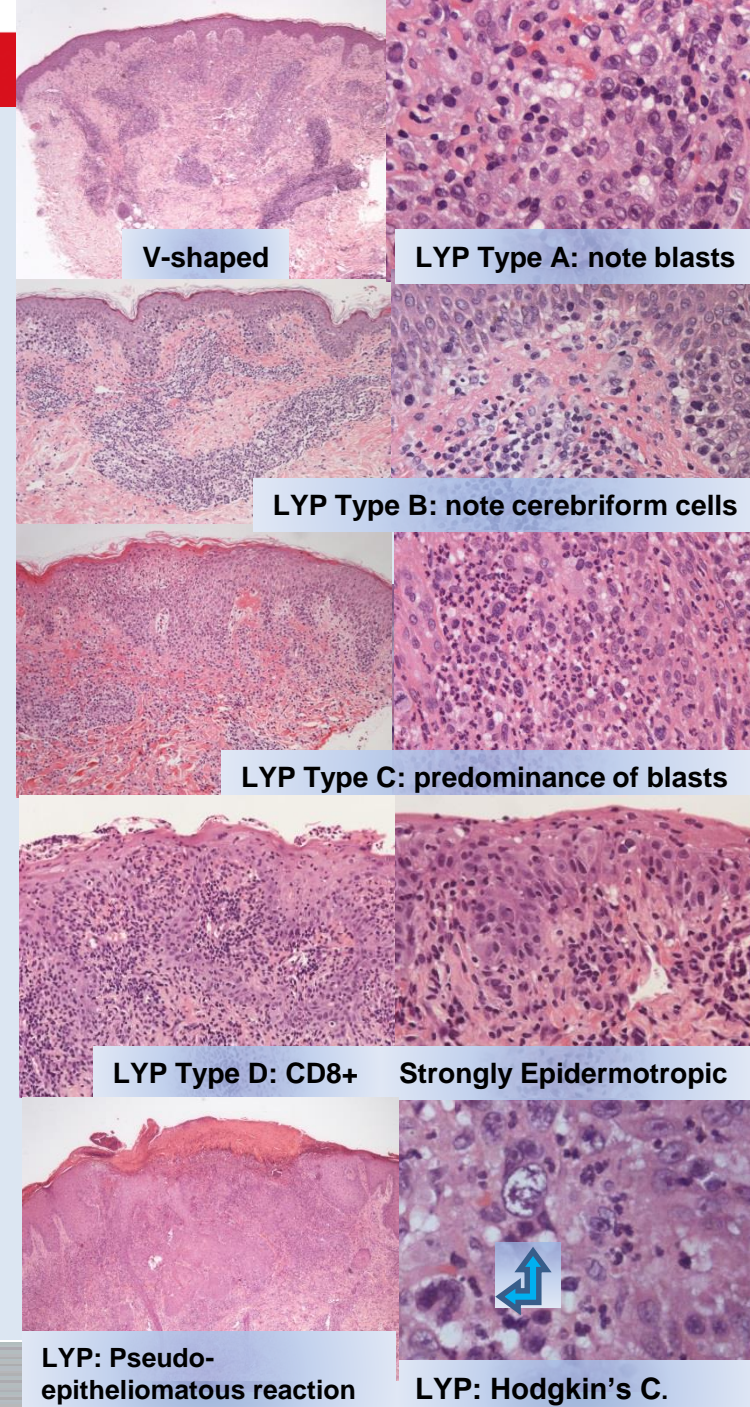 V-shaped
LYP Type A: note blasts
LYP Type B: note cerebriform cells
LYP Type C: predominance of blasts
LYP Type D: CD8+
Strongly Epidermotropic
LYP: Pseudo-
epitheliomatous reaction
LYP: Hodgkin's C.